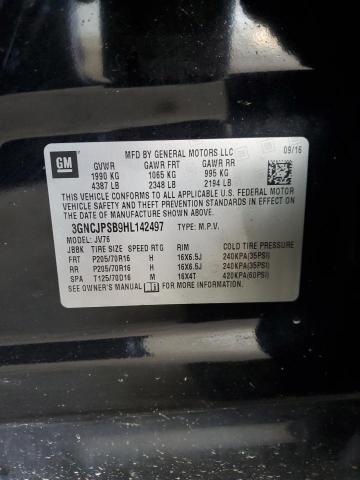 GM
MFD BY GENERAL MOTORS LLC
09/16
GVWR GAWR FRT GAWR RR
1990 KG 1065 KG 995 KG
4387 LB 2348 LB 2194 LB
THIS VEHICLE CONFORMS TO ALL APPLICABLE U.S. FEDERAL MOTOR
VEHICLE SAFETY AND THEFT PREVENTION STANDARDS IN EFFECT ON THE
DATE OF MANUFACTURE SHOWN ABOVE.
3GNCJPSB9HL142497 TYPE: M.P.V.
MODEL: JV76
JB8K TIRE SIZE SPEED RTG RIM COLD TIRE PRESSURE
FRT P205/70R16 H 16X6.5J 240KPA(35PSI)
RR P205/70R16 H 16X6.5J 240KPA(35PSI)
SPA T125/70D16 M 16X4T 420KPA(60PSI)
SEE OWNER'S MANUAL FOR MORE INFORMATION.